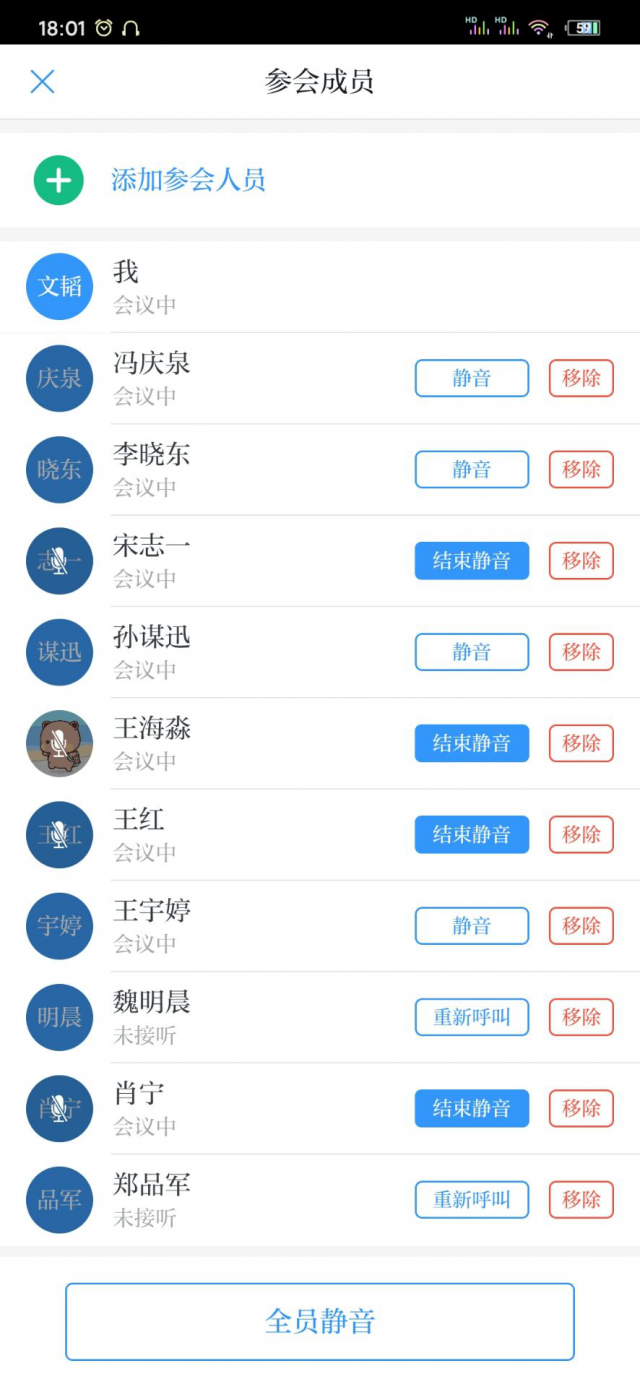 18:01
HD HD 59
参会成员
添加参会人员
文韬
我
会议中
庆泉
冯庆泉
会议中
静音
移除
晓东
李晓东
会议中
静音
移除
志一
宋志一
会议中
结束静音
移除
谋迅
孙谋迅
会议中
静音
移除
王海淼
会议中
结束静音
移除
王红
王红
会议中
结束静音
移除
宇婷
王宇婷
会议中
静音
移除
明晨
魏明晨
未接听
重新呼叫
移除
肖宁
肖宁
会议中
结束静音
移除
品军
郑品军
未接听
重新呼叫
移除
全员静音